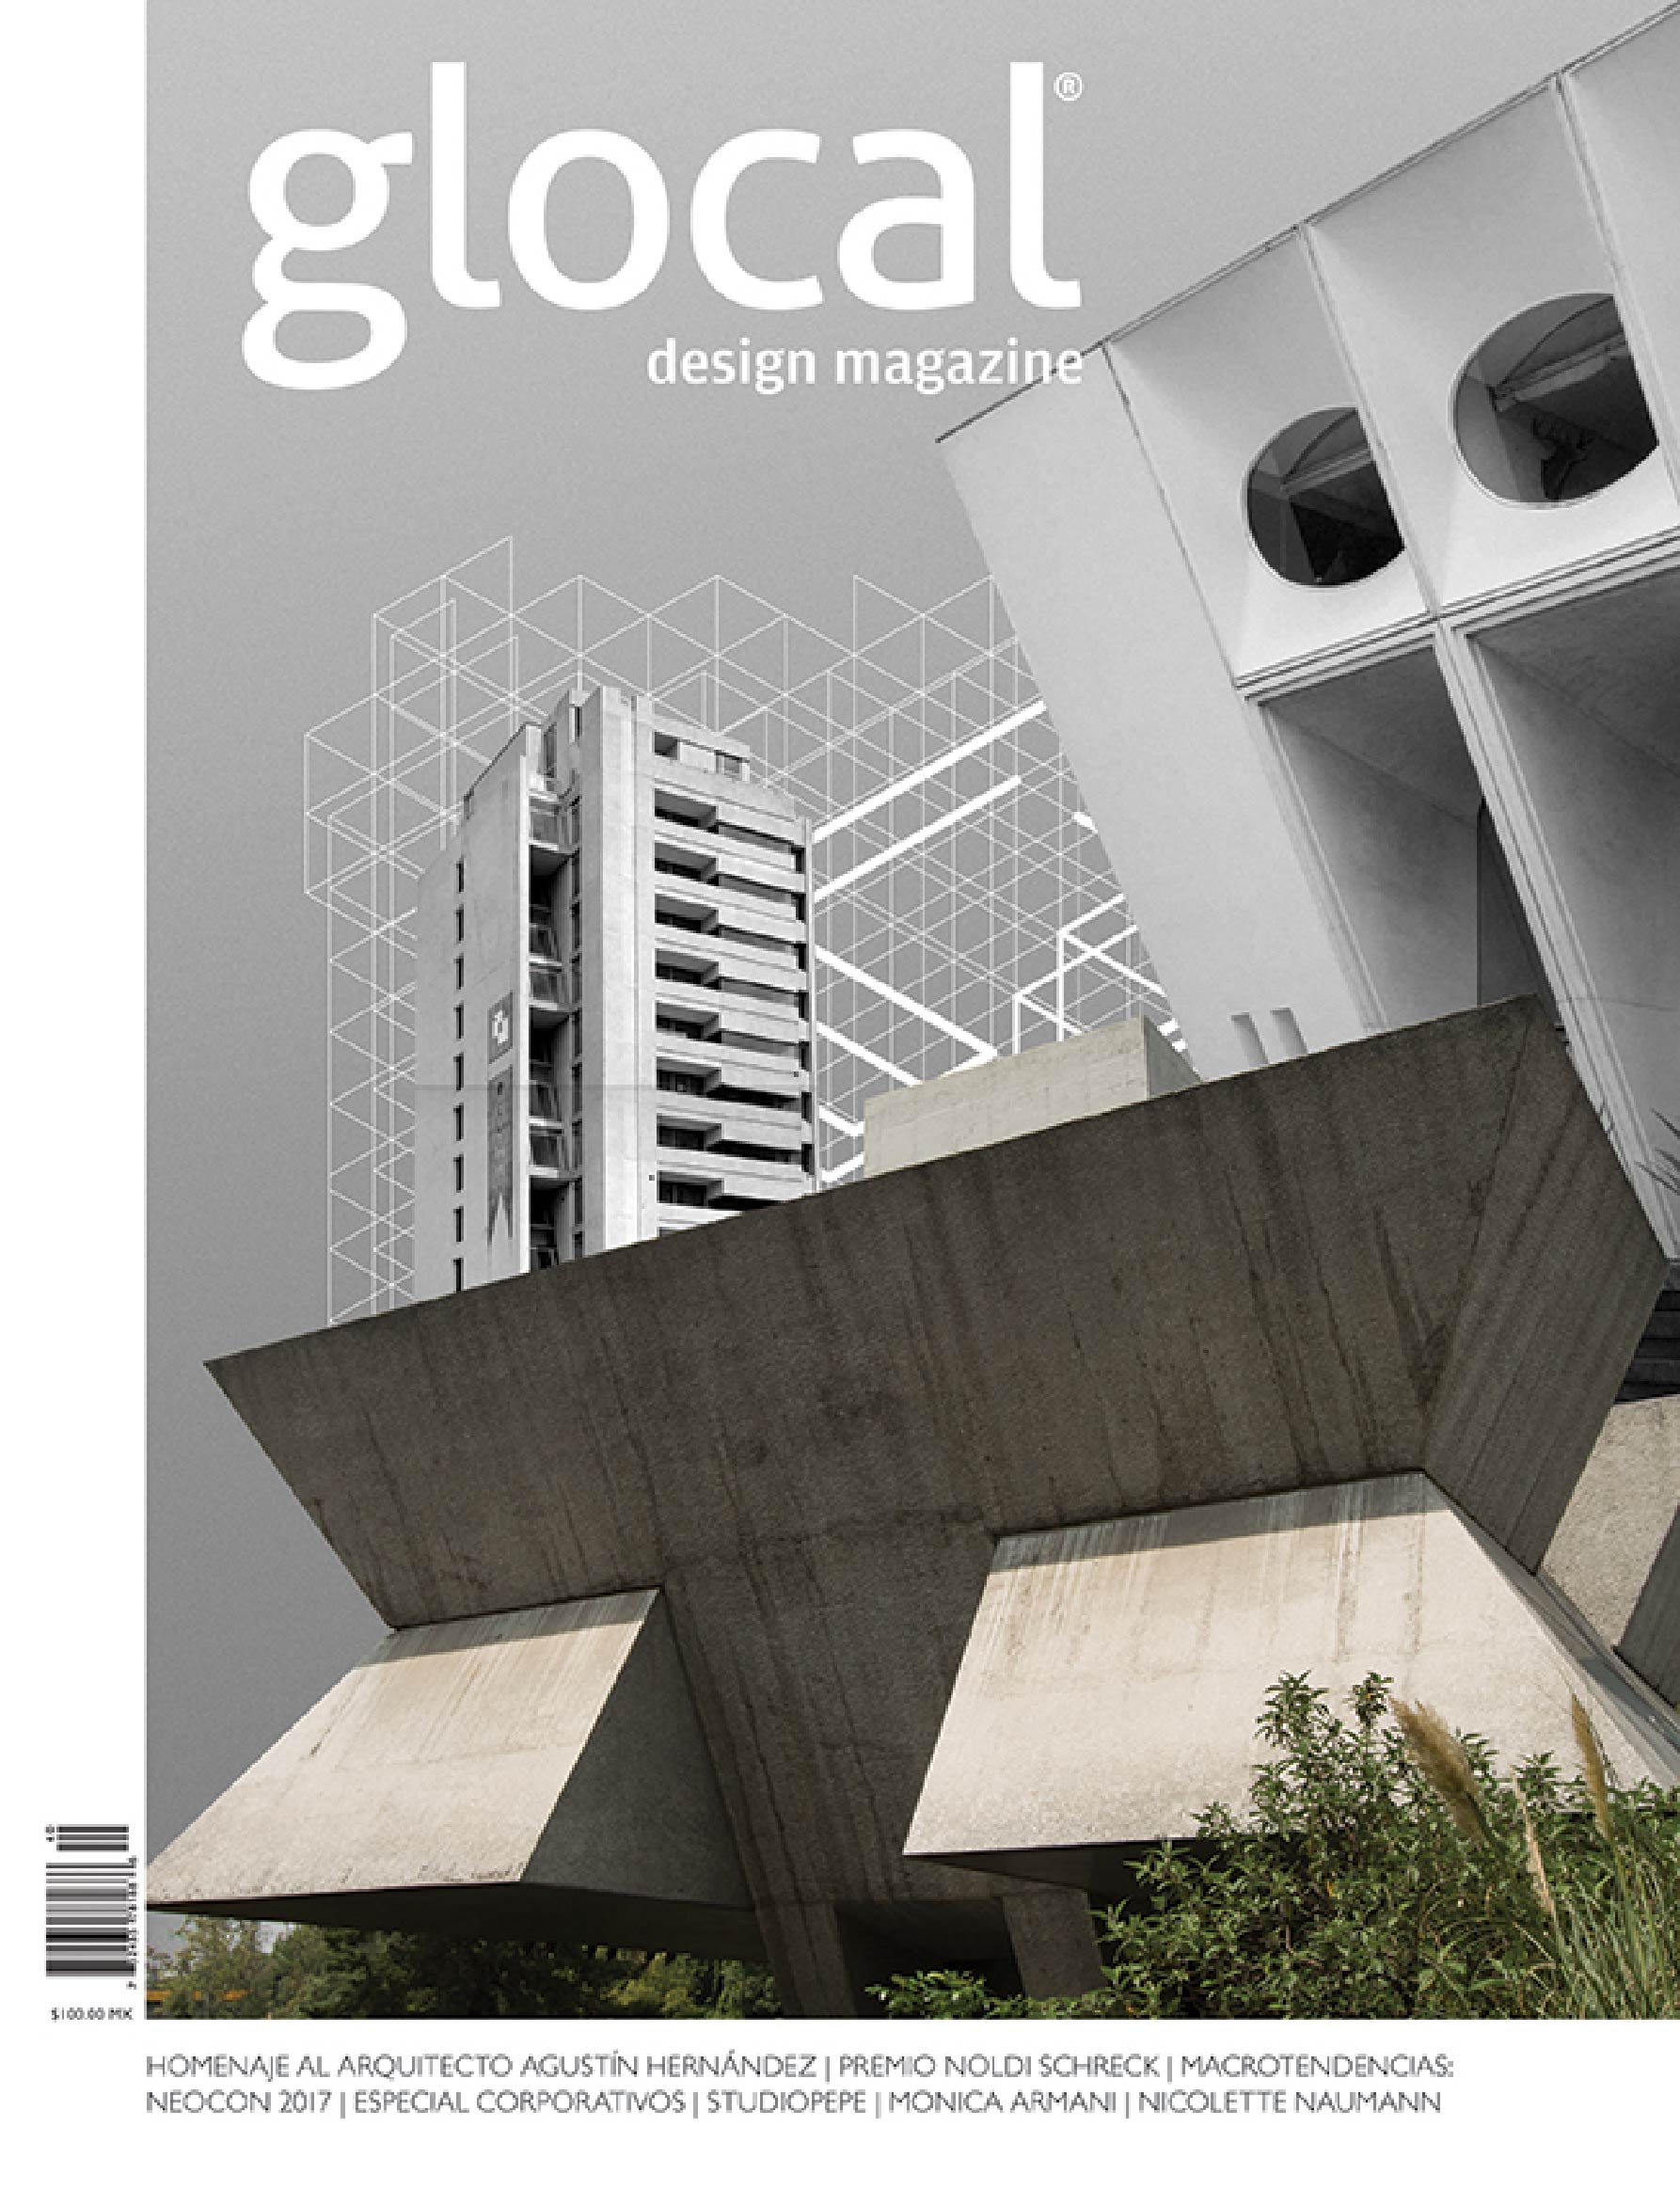 glocal®
design magazine
40
$100.00 MX
HOMENAJE AL ARQUITECTO AGUSTÍN HERNÁNDEZ | PREMIO NOLDI SCHRECK | MACROTENDENCIAS:
NEOCON 2017 | ESPECIAL CORPORATIVOS | STUDIOPEPE | MONICA ARMANI | NICOLETTE NAUMANN